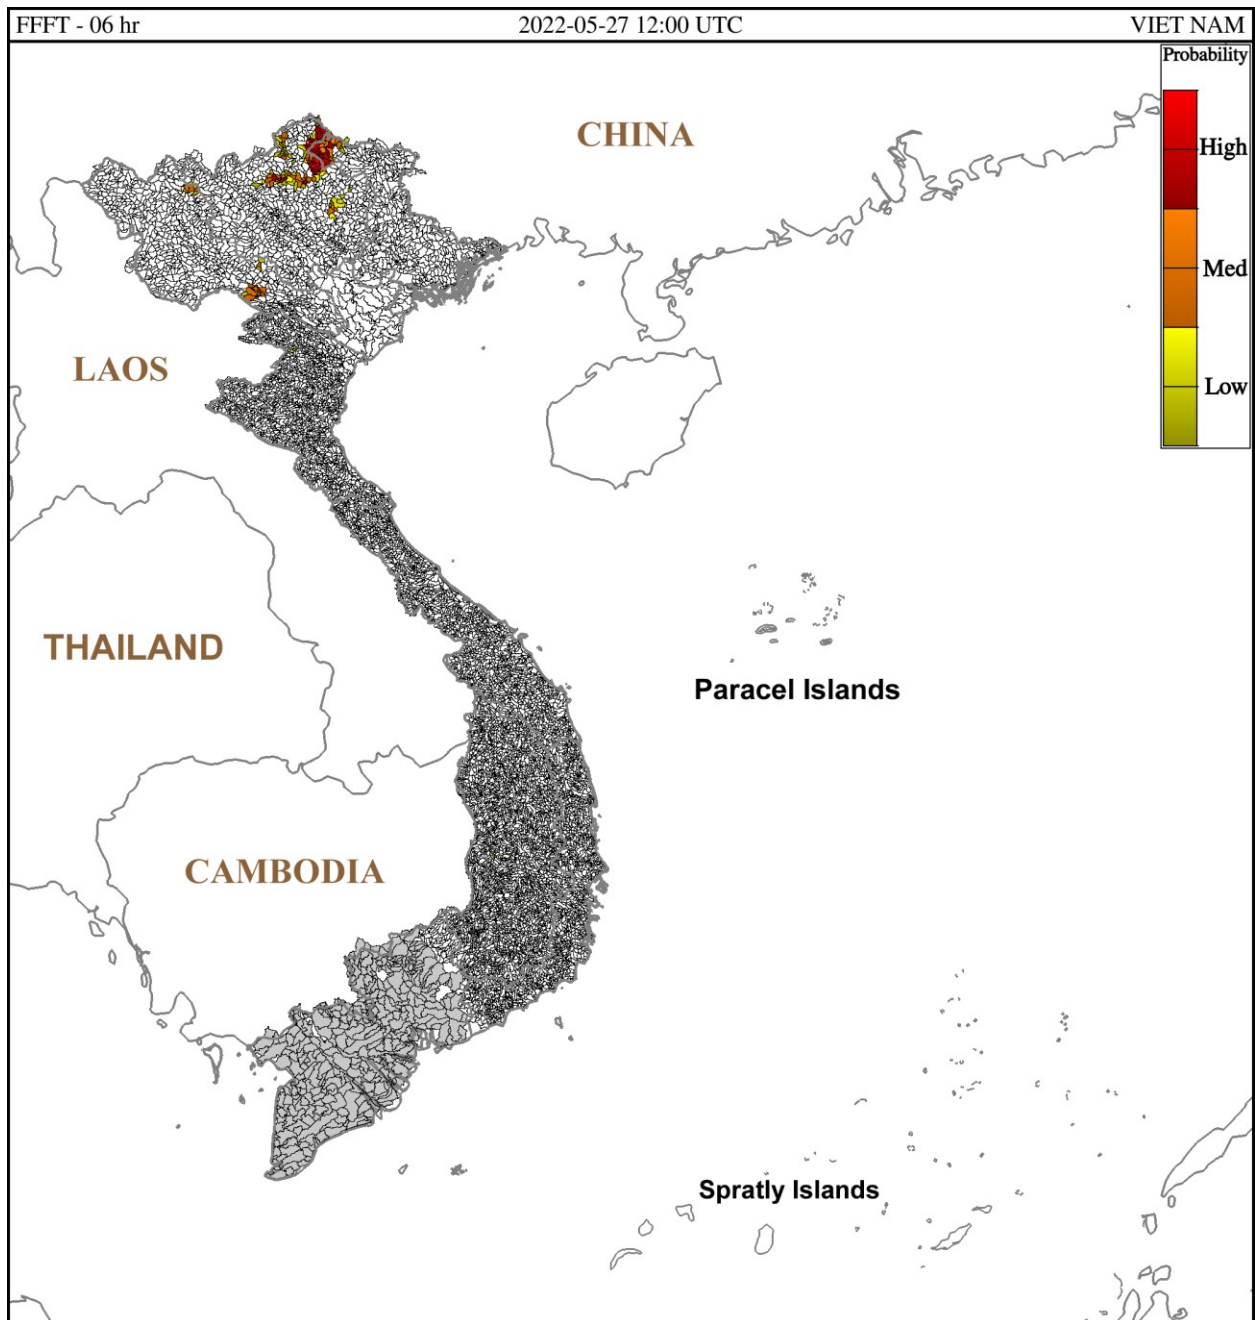 FFFT - 06 hr
2022-05-27 12:00 UTC
VIET NAM
Probability
CHINA
High
Med
LAOS
Low
THAILAND
Paracel Islands
CAMBODIA
Spratly Islands